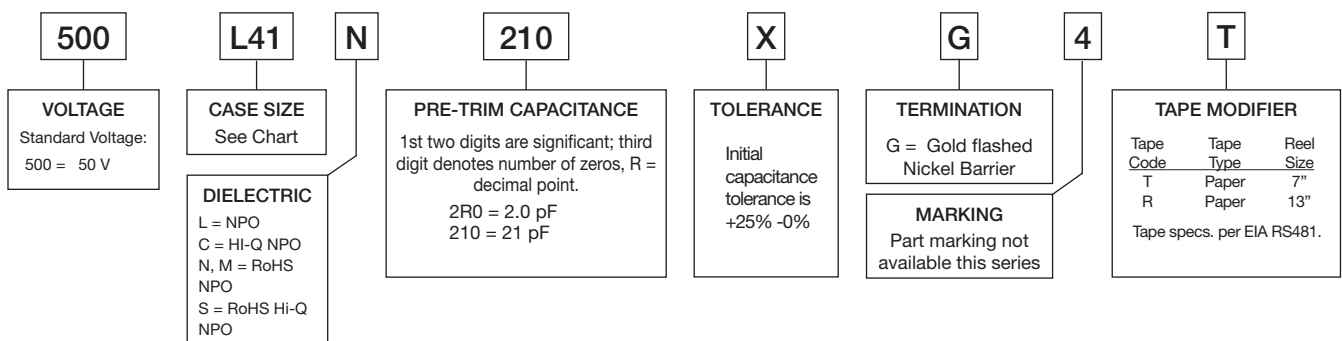 500 L41 N 210 X G 4 T
VOLTAGE
Standard Voltage:
500 = 50 V
CASE SIZE
See Chart
DIELECTRIC
L = NPO
C = HI-Q NPO
N, M = RoHS
NPO
S = RoHS Hi-Q
NPO
PRE-TRIM CAPACITANCE
1st two digits are significant; third
digit denotes number of zeros, R =
decimal point.
2R0 = 2.0 pF
210 = 21 pF
TOLERANCE
Initial
capacitance
tolerance is
+25% -0%
TERMINATION
G = Gold flashed
Nickel Barrier
MARKING
Part marking not
available this series
TAPE MODIFIER
Tape Tape Reel
Code Type Size
T Paper 7”
R Paper 13”
Tape specs. per EIA RS481.